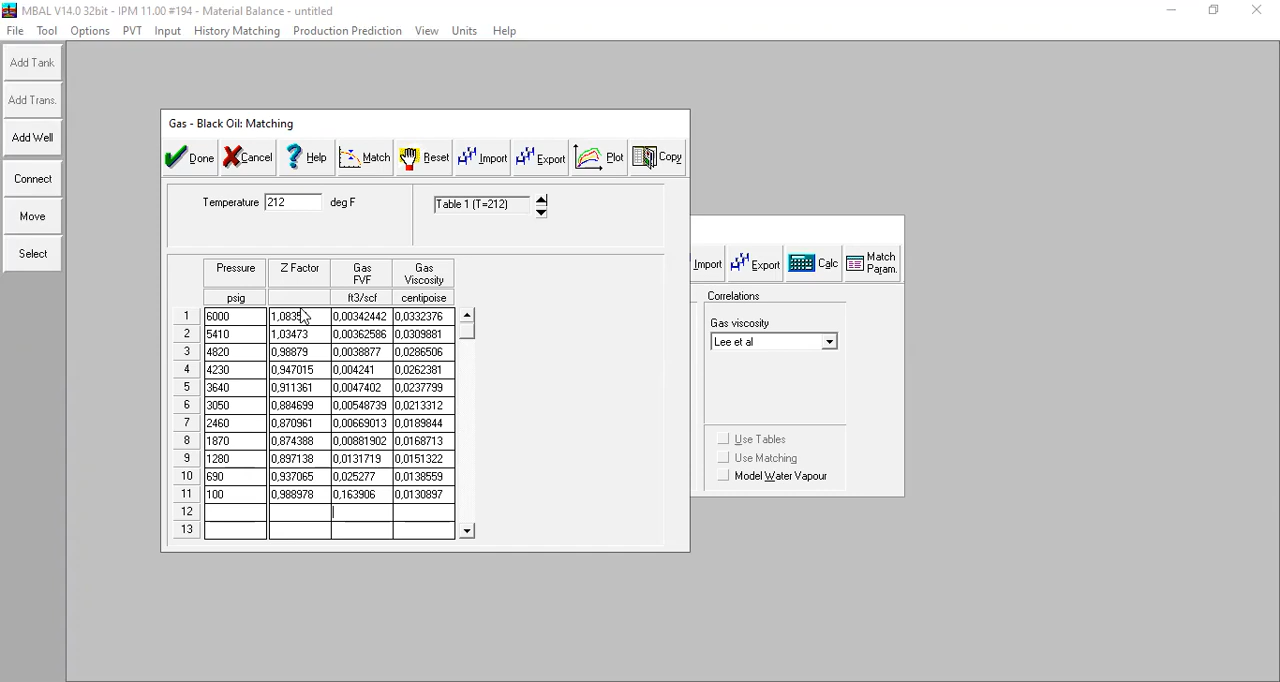 MBAL V14.0 32bit - IPM 11.00 #194 - Material Balance - untitled
File Tool Options PVT Input History Matching Production Prediction View Units Help
Add Tank
Add Trans.
Add Well
Connect
Move
Select
Gas - Black Oil: Matching
Done Cancel Help Match Reset Import Export Plot Copy
Temperature 212 deg F Table 1 (T=212)
Pressure Z Factor Gas FVF Gas Viscosity
psig ft3/scf centipoise
1 6000 0,00342442 0,0332376
2 5410 1,03473 0,00362586 0,0309881
3 4820 0,98879 0,0038877 0,0286506
4 4230 0,947015 0,004241 0,0262381
5 3640 0,911361 0,0047402 0,0237799
6 3050 0,884699 0,00548739 0,0213312
7 2460 0,870961 0,00669013 0,0189844
8 1870 0,874388 0,00881902 0,0168713
9 1280 0,897138 0,0131719 0,0151322
10 690 0,937065 0,025277 0,0138559
11 100 0,988978 0,163906 0,0130897
12
13
Import Export Calc Match Param.
Correlations
Gas viscosity
Lee et al
Use Tables
Use Matching
Model Water Vapour